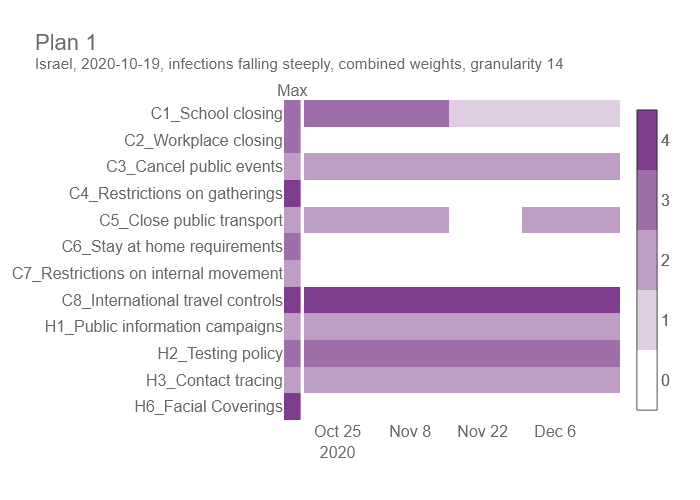 Plan 1
Israel, 2020-10-19, infections falling steeply, combined weights, granularity 14
Max
C1_School closing
C2_Workplace closing
C3_Cancel public events
C4_Restrictions on gatherings
C5_Close public transport
C6_Stay at home requirements
C7_Restrictions on internal movement
C8_International travel controls
H1_Public information campaigns
H2_Testing policy
H3_Contact tracing
H6_Facial Coverings
Oct 25 Nov 8 Nov 22 Dec 6
2020
4
3
2
1
0